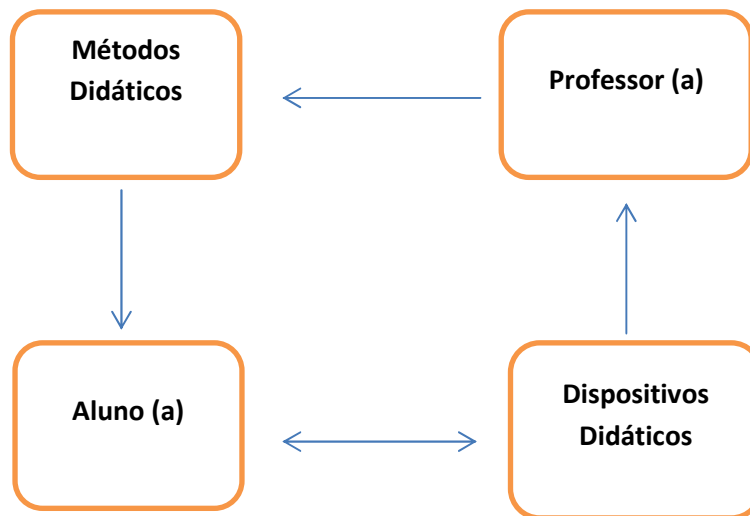 Métodos
Didáticos
Professor (a)
Aluno (a)
Dispositivos
Didáticos